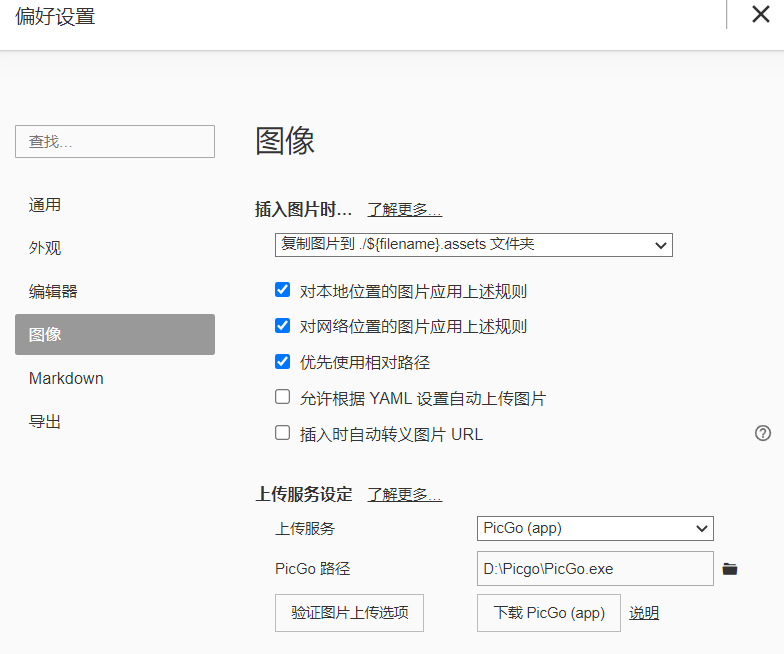 偏好设置
查找…
通用
外观
编辑器
图像
Markdown
导出
图像
插入图片时… 了解更多…
复制图片到 ./${filename}.assets 文件夹
对本地位置的图片应用上述规则
对网络位置的图片应用上述规则
优先使用相对路径
允许根据 YAML 设置自动上传图片
插入时自动转义图片 URL
上传服务设定 了解更多…
上传服务 PicGo (app)
PicGo 路径 D:\Picgo\PicGo.exe
验证图片上传选项 下载 PicGo (app) 说明